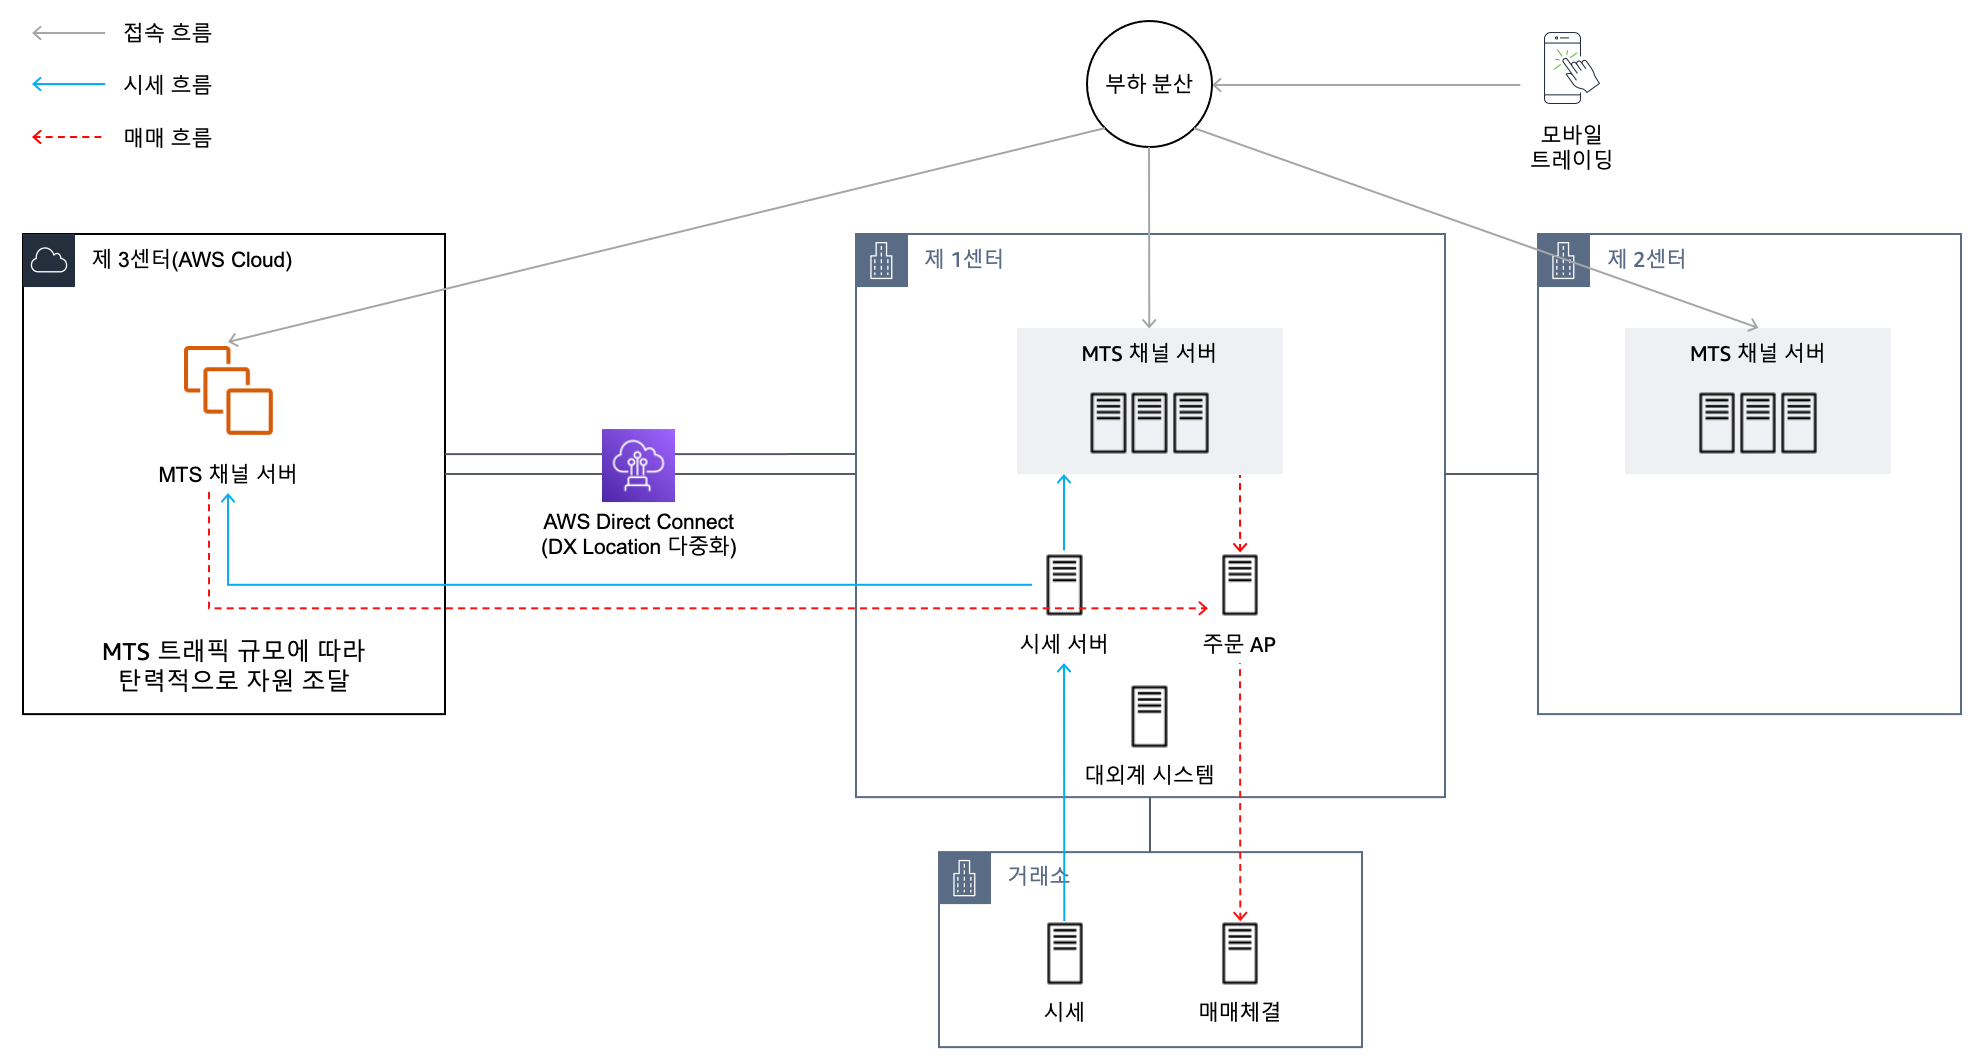 접속 흐름
시세 흐름
매매 흐름
부하 분산
모바일
트레이딩
제 3센터(AWS Cloud)
제 1센터
제 2센터
MTS 채널 서버
MTS 채널 서버
MTS 채널 서버
AWS Direct Connect
(DX Location 다중화)
시세 서버
주문 AP
MTS 트래픽 규모에 따라
탄력적으로 자원 조달
대외계 시스템
거래소
시세
매매체결